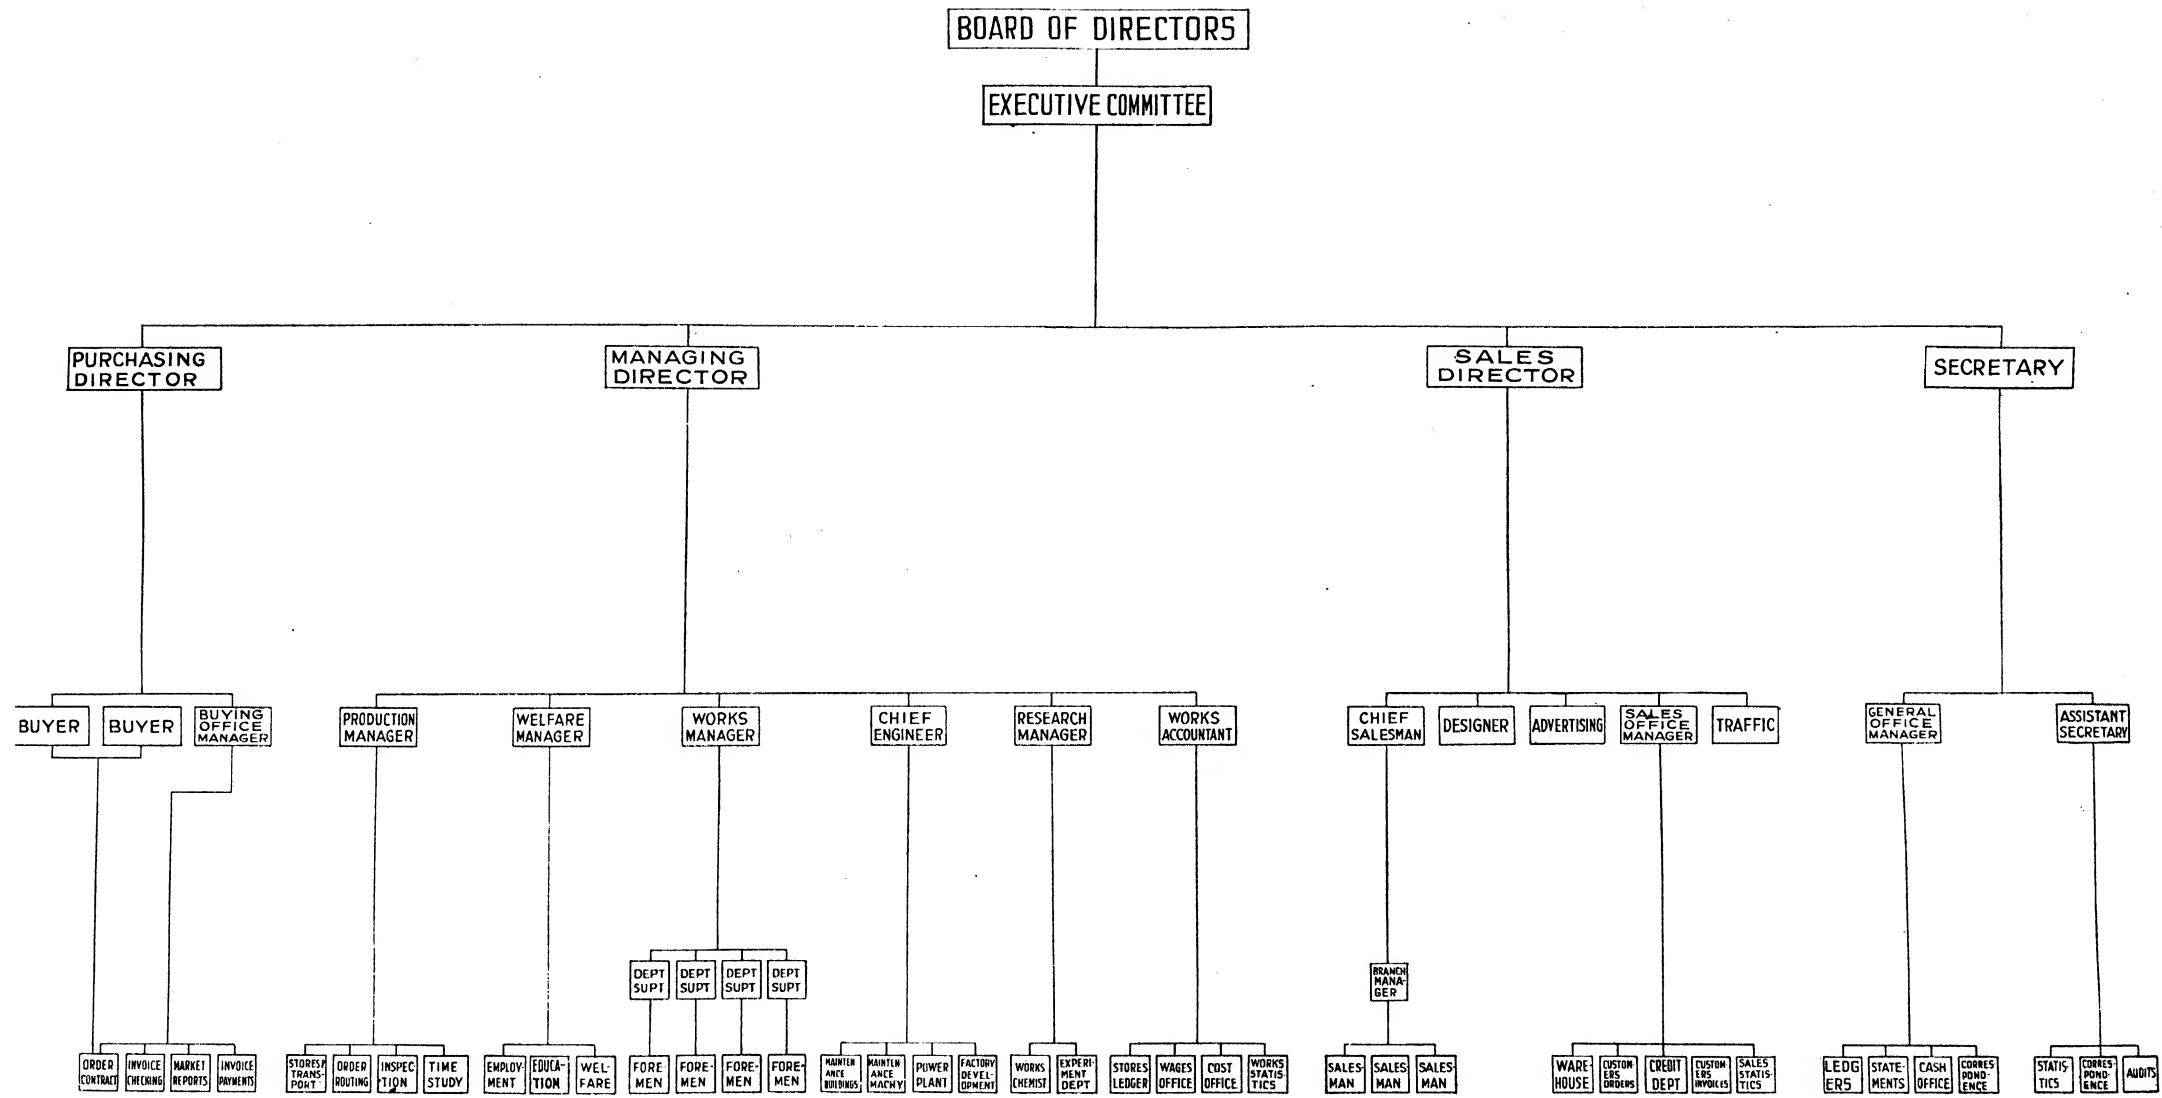 BOARD OF DIRECTORS
EXECUTIVE COMMITTEE
PURCHASING
DIRECTOR
MANAGING
DIRECTOR
SALES
DIRECTOR
SECRETARY
BUYER
BUYER
BUYING
OFFICE
MANAGER
PRODUCTION
MANAGER
WELFARE
MANAGER
WORKS
MANAGER
CHIEF
ENGINEER
RESEARCH
MANAGER
WORKS
ACCOUNTANT
CHIEF
SALESMAN
DESIGNER
ADVERTISING
SALES
OFFICE
MANAGER
TRAFFIC
GENERAL
OFFICE
MANAGER
ASSISTANT
SECRETARY
DEPT
SUPT
DEPT
SUPT
DEPT
SUPT
DEPT
SUPT
BRANCH
MANA-
GER
ORDER
CONTRACT
INVOICE
CHECKING
MARKET
REPORTS
INVOICE
PAYMENTS
STORES &
TRANS-
PORT
ORDER
ROUTING
INSPEC-
TION
TIME
STUDY
EMPLOY-
MENT
EDUCA-
TION
WEL-
FARE
FORE-
MEN
FORE-
MEN
FORE-
MEN
FORE-
MEN
MAINTEN
ANCE
BUILDINGS
MAINTEN
ANCE
MACHY
POWER
PLANT
FACTORY
DEVEL-
OPMENT
WORKS
CHEMIST
EXPERI-
MENT
DEPT
STORES
LEDGER
WAGES
OFFICE
COST
OFFICE
WORKS
STATIS-
TICS
SALES-
MAN
SALES-
MAN
SALES-
MAN
WARE-
HOUSE
CUSTOM-
ERS
ORDERS
CREDIT
DEPT
CUSTOM
ERS
INVOICES
SALES
STATIS-
TICS
LEDG
ERS
STATE-
MENTS
CASH
OFFICE
CORRES
POND-
ENCE
STATIS-
TICS
CORRES
POND-
ENCE
AUDITS